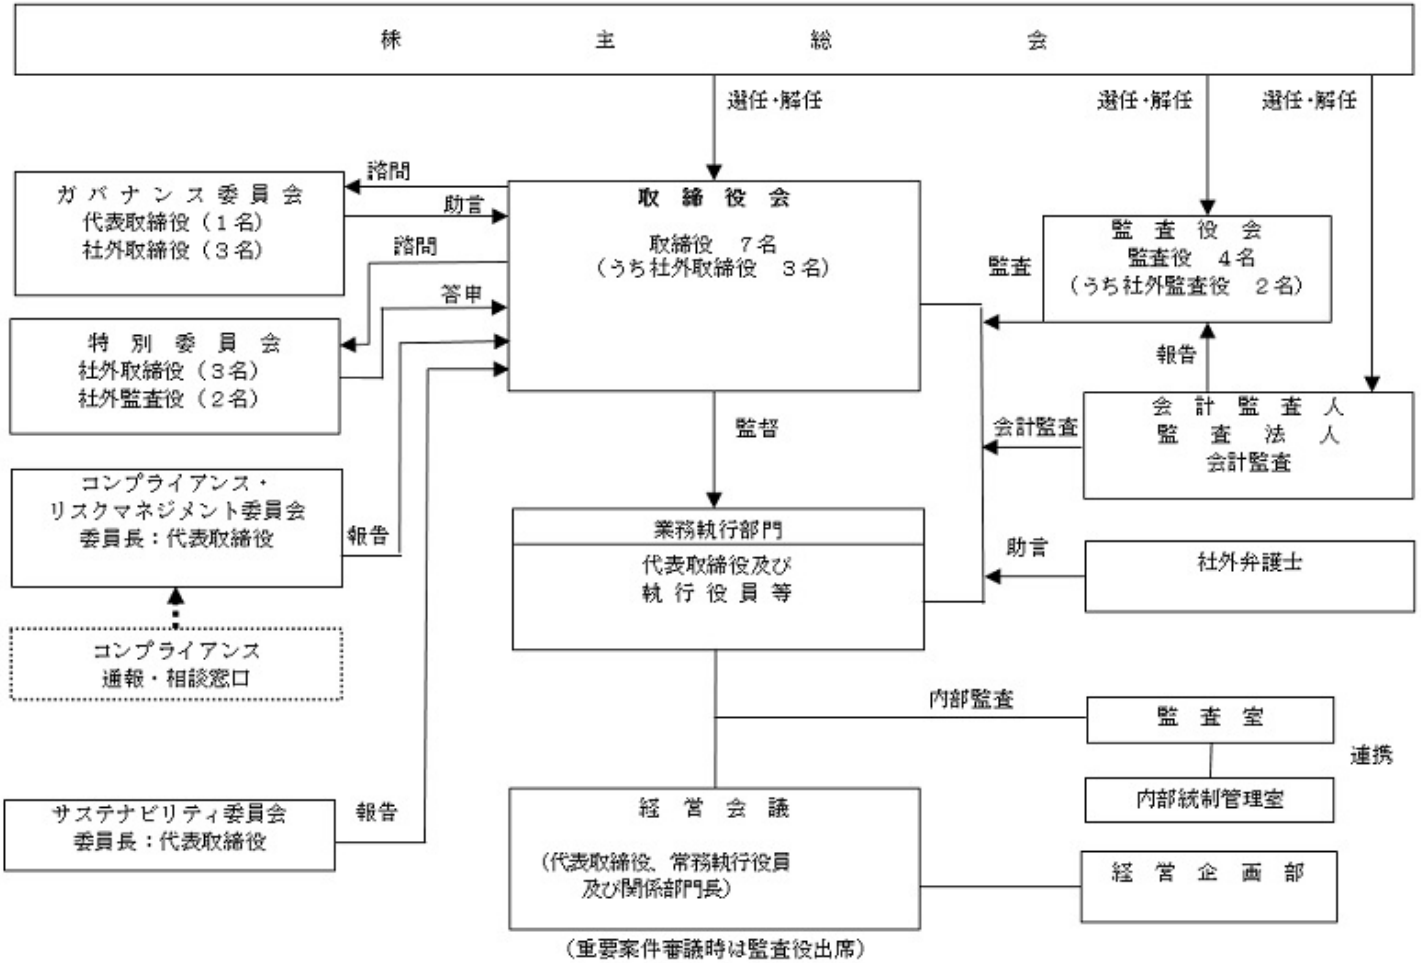 株主総会
選任・解任
選任・解任
選任・解任
諮問
助言
ガバナンス委員会
代表取締役(1名)
社外取締役(3名)
諮問
答申
取締役会
取締役 7名
(うち社外取締役 3名)
監査
監査役会
監査役 4名
(うち社外監査役 2名)
報告
特別委員会
社外取締役(3名)
社外監査役(2名)
監督
会計監査
会計監査人
監査法人
会計監査
コンプライアンス・
リスクマネジメント委員会
委員長:代表取締役
報告
業務執行部門
代表取締役及び
執行役員等
助言
社外弁護士
コンプライアンス
通報・相談窓口
内部監査
監査室
連携
内部統制管理室
サステナビリティ委員会
委員長:代表取締役
報告
経営会議
(代表取締役、常務執行役員
及び関係部門長)
経営企画部
(重要案件審議時は監査役出席)